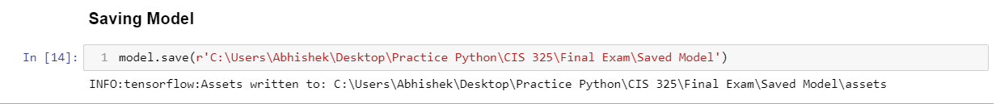 Saving Model
In [14]: 1 model.save(r'C:\Users\Abhishek\Desktop\Practice Python\CIS 325\Final Exam\Saved Model')
INFO:tensorflow:Assets written to: C:\Users\Abhishek\Desktop\Practice Python\CIS 325\Final Exam\Saved Model\assets